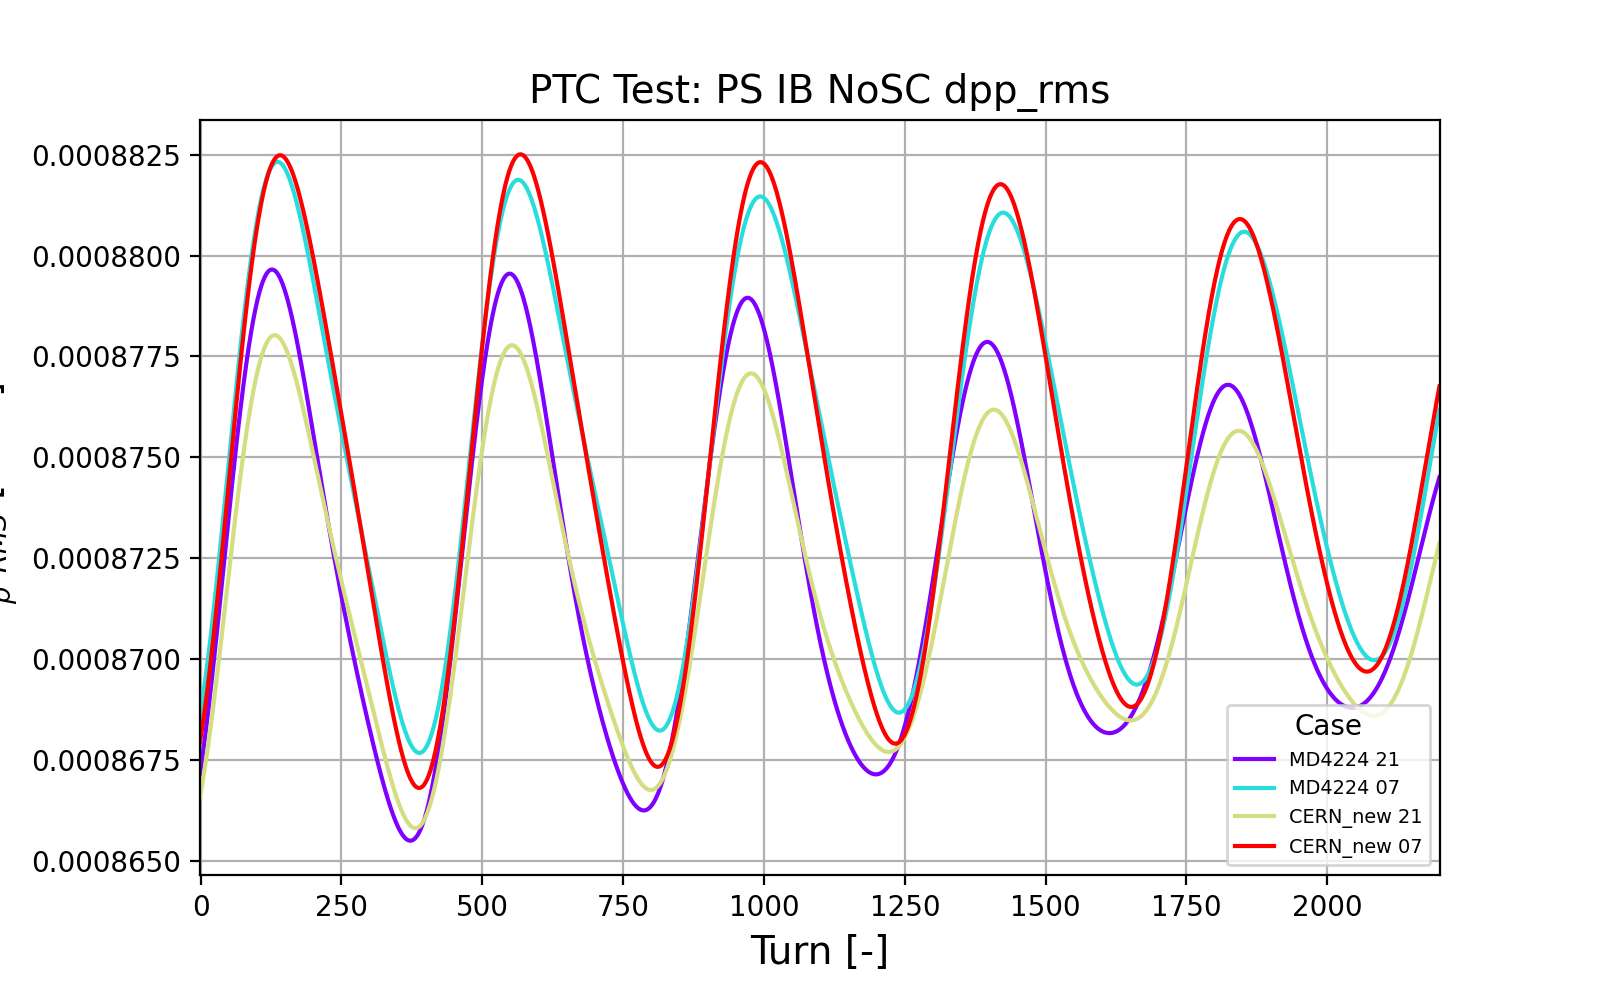 PTC Test: PS IB NoSC dpp_rms
0.0008825
0.0008800
0.0008775
0.0008750
0.0008725
0.0008700
0.0008675
0.0008650
0 250 500 750 1000 1250 1500 1750 2000
Turn [-]
Case
MD4224 21
MD4224 07
CERN_new 21
CERN_new 07